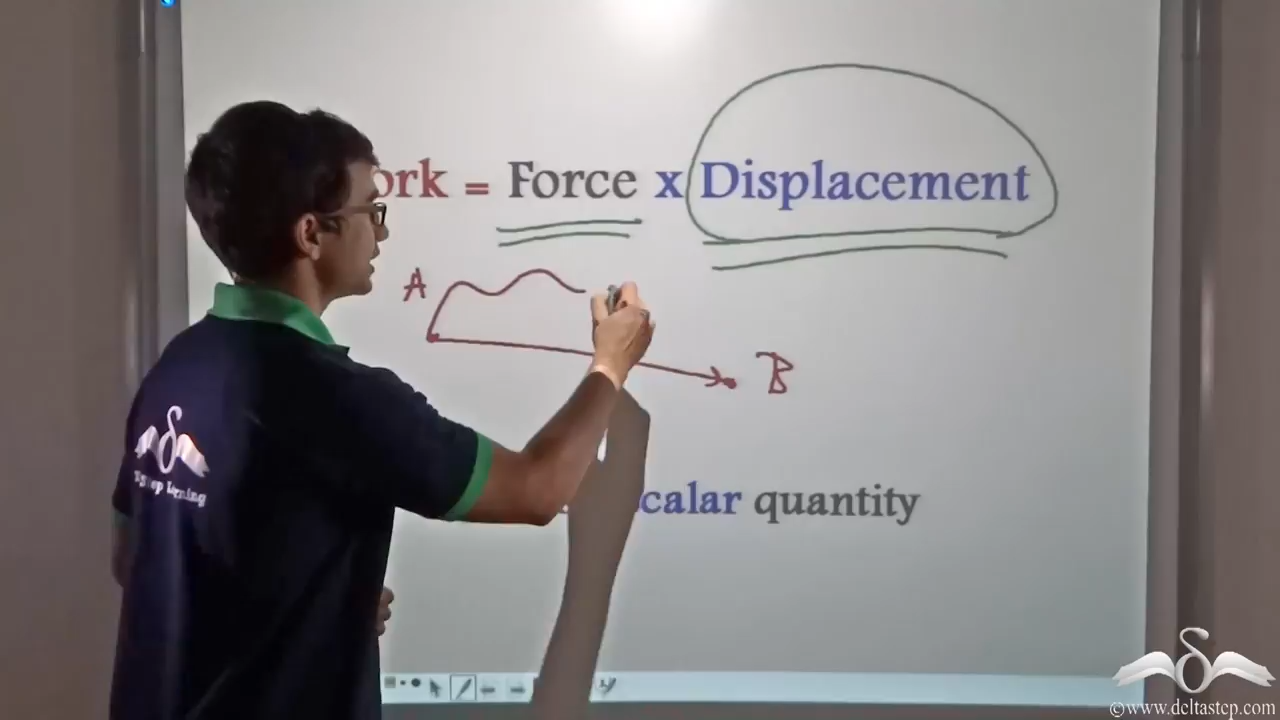 ork = Force x Displacement
A
B
calar quantity
©www.deltastep.com